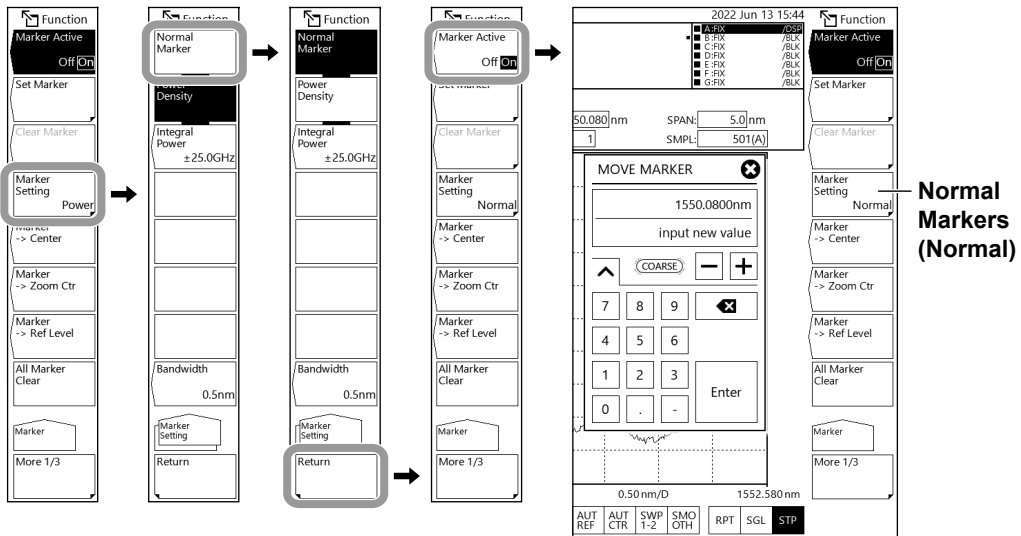 Function
Marker Active
Off On
Set Marker
Clear Marker
Marker
Setting
Power
Marker
-> Center
Marker
-> Zoom Ctr
Marker
-> Ref Level
All Marker
Clear
Marker
More 1/3
Function
Normal
Marker
Power
Density
Integral
Power
±25.0GHz
Bandwidth
0.5nm
Marker
Setting
Return
Function
Normal
Marker
Power
Density
Integral
Power
±25.0GHz
Bandwidth
0.5nm
Marker
Setting
Return
Function
Marker Active
Off On
Set Marker
Clear Marker
Marker
Setting
Normal
Marker
-> Center
Marker
-> Zoom Ctr
Marker
-> Ref Level
All Marker
Clear
Marker
More 1/3
2022 Jun 13 15:44
A:FIX /DSP
B:FIX /BLK
C:FIX /BLK
D:FIX /BLK
E:FIX /BLK
F:FIX /BLK
G:FIX /BLK
50.080 nm SPAN: 5.0 nm
1 SMPL: 501(A)
MOVE MARKER
1550.0800nm
input new value
COARSE
7 8 9
4 5 6
1 2 3
Enter
0 . -
0.50 nm/D 1552.580 nm
AUT REF AUT CTR SWP 1-2 SMO OTH RPT SGL STP
Function
Marker Active
Off On
Set Marker
Clear Marker
Marker
Setting
Normal
Marker
-> Center
Marker
-> Zoom Ctr
Marker
-> Ref Level
All Marker
Clear
Marker
More 1/3
Normal
Markers
(Normal)